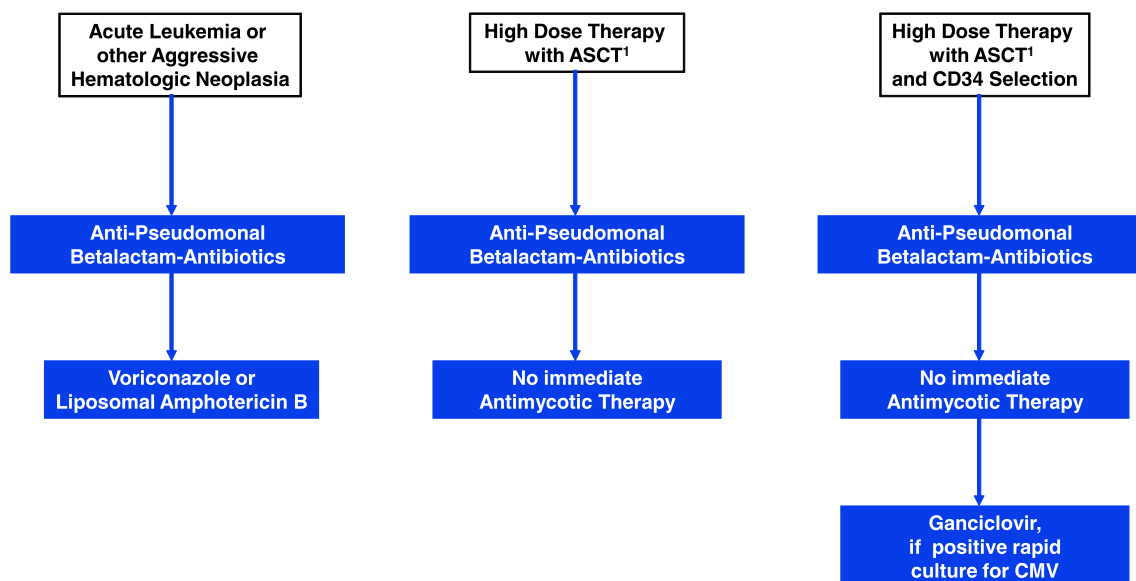 Acute Leukemia or
other Aggressive
Hematologic Neoplasia
Anti-Pseudomonal
Betalactam-Antibiotics
Voriconazole or
Liposomal Amphotericin B
High Dose Therapy
with ASCT¹
Anti-Pseudomonal
Betalactam-Antibiotics
No immediate
Antimycotic Therapy
High Dose Therapy
with ASCT¹
and CD34 Selection
Anti-Pseudomonal
Betalactam-Antibiotics
No immediate
Antimycotic Therapy
Ganciclovir,
if positive rapid
culture for CMV